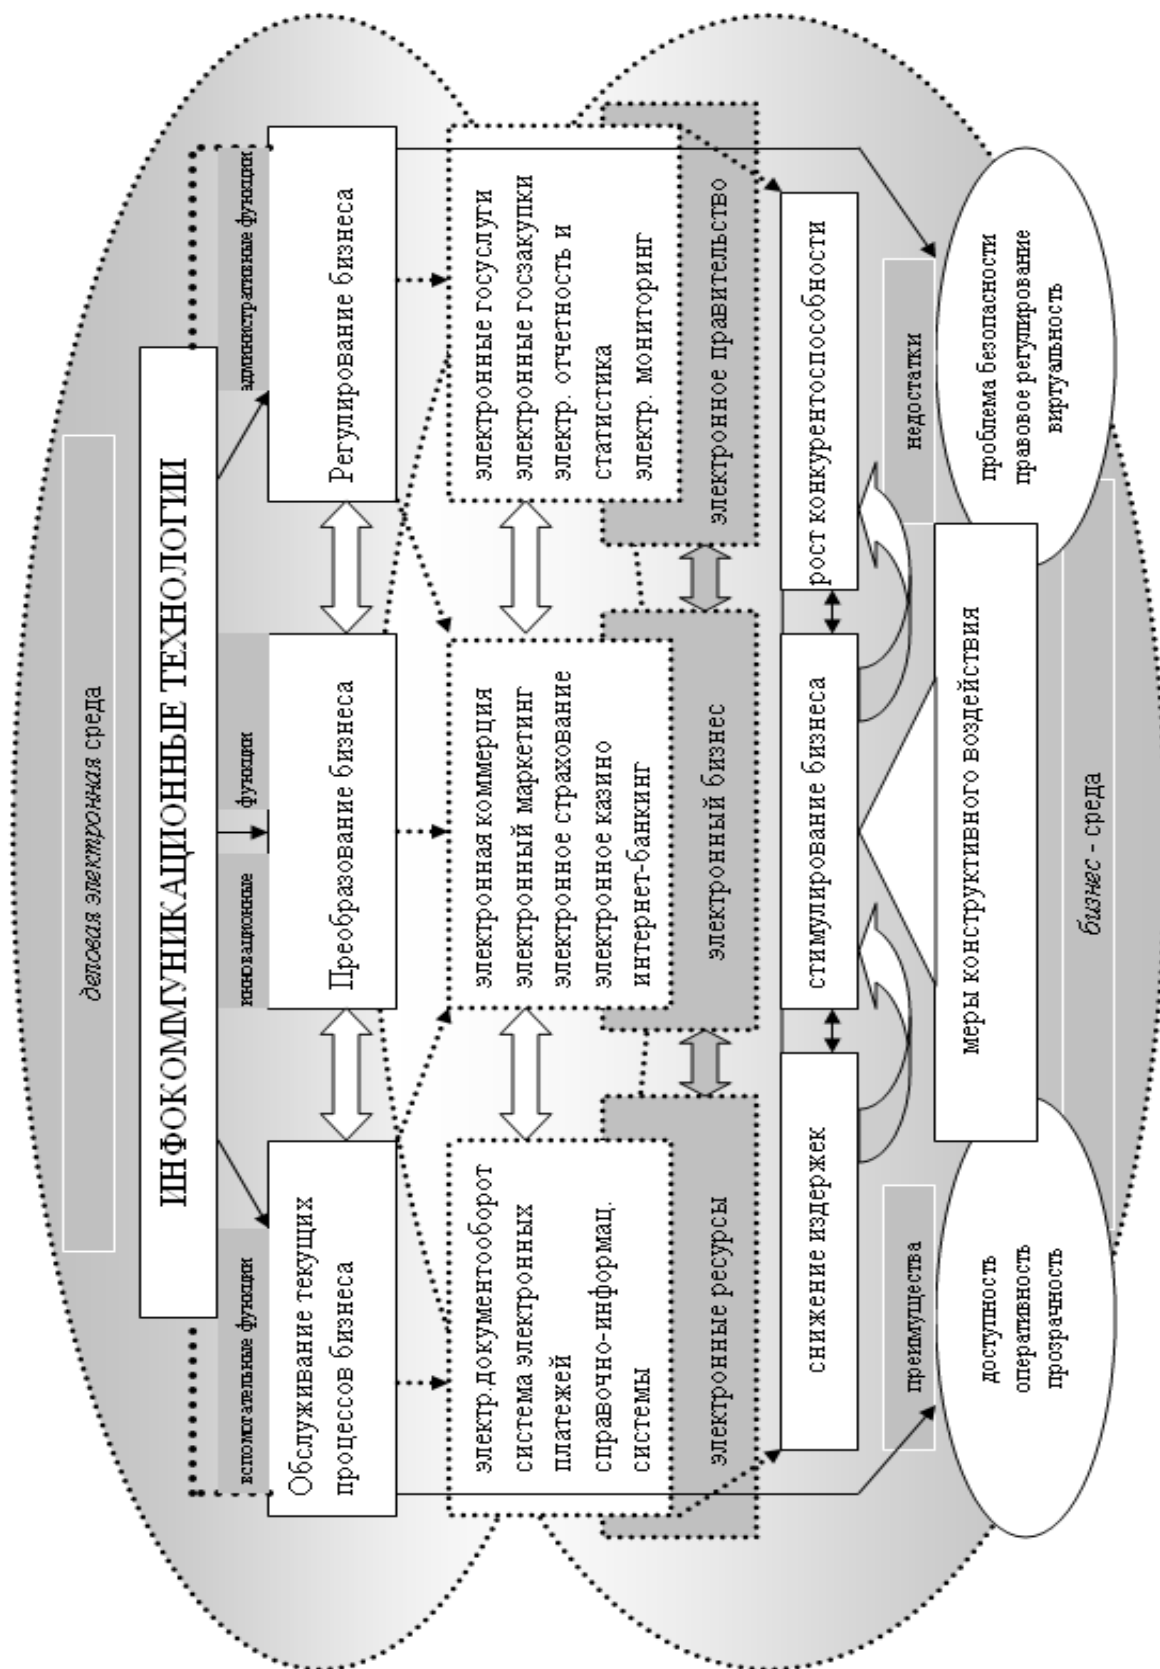 деловая электронная среда
ИНФОКОММУНИКАЦИОННЫЕ ТЕХНОЛОГИИ
вспомогательные функции
инновационные
функции
административные функции
Обслуживание текущих
процессов бизнеса
Преобразование бизнеса
Регулирование бизнеса
электр.документооборот
система электронных
платежей
справочно-информац.
системы
электронная коммерция
электронный маркетинг
электронное страхование
электронное казино
интернет-банкинг
электронные госуслуги
электронные госзакупки
электр. отчетность и
статистика
электр. мониторинг
электронные ресурсы
электронный бизнес
электронное правительство
снижение издержек
стимулирование бизнеса
рост конкурентоспособности
преимущества
недостатки
доступность
оперативность
прозрачность
меры конструктивного воздействия
проблема безопасности
правовое регулирование
виртуальность
бизнес - среда